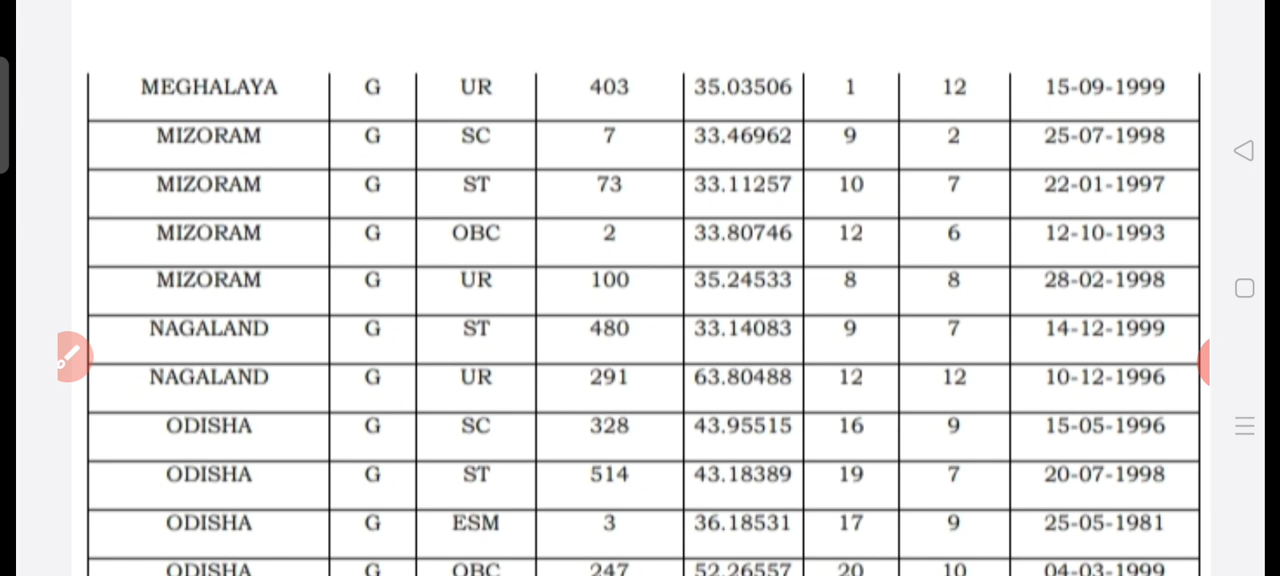 MEGHALAYA G UR 403 35.03506 1 12 15-09-1999
MIZORAM G SC 7 33.46962 9 2 25-07-1998
MIZORAM G ST 73 33.11257 10 7 22-01-1997
MIZORAM G OBC 2 33.80746 12 6 12-10-1993
MIZORAM G UR 100 35.24533 8 8 28-02-1998
NAGALAND G ST 480 33.14083 9 7 14-12-1999
NAGALAND G UR 291 63.80488 12 12 10-12-1996
ODISHA G SC 328 43.95515 16 9 15-05-1996
ODISHA G ST 514 43.18389 19 7 20-07-1998
ODISHA G ESM 3 36.18531 17 9 25-05-1981
ODISHA G OBC 247 52.26557 20 10 04-03-1999